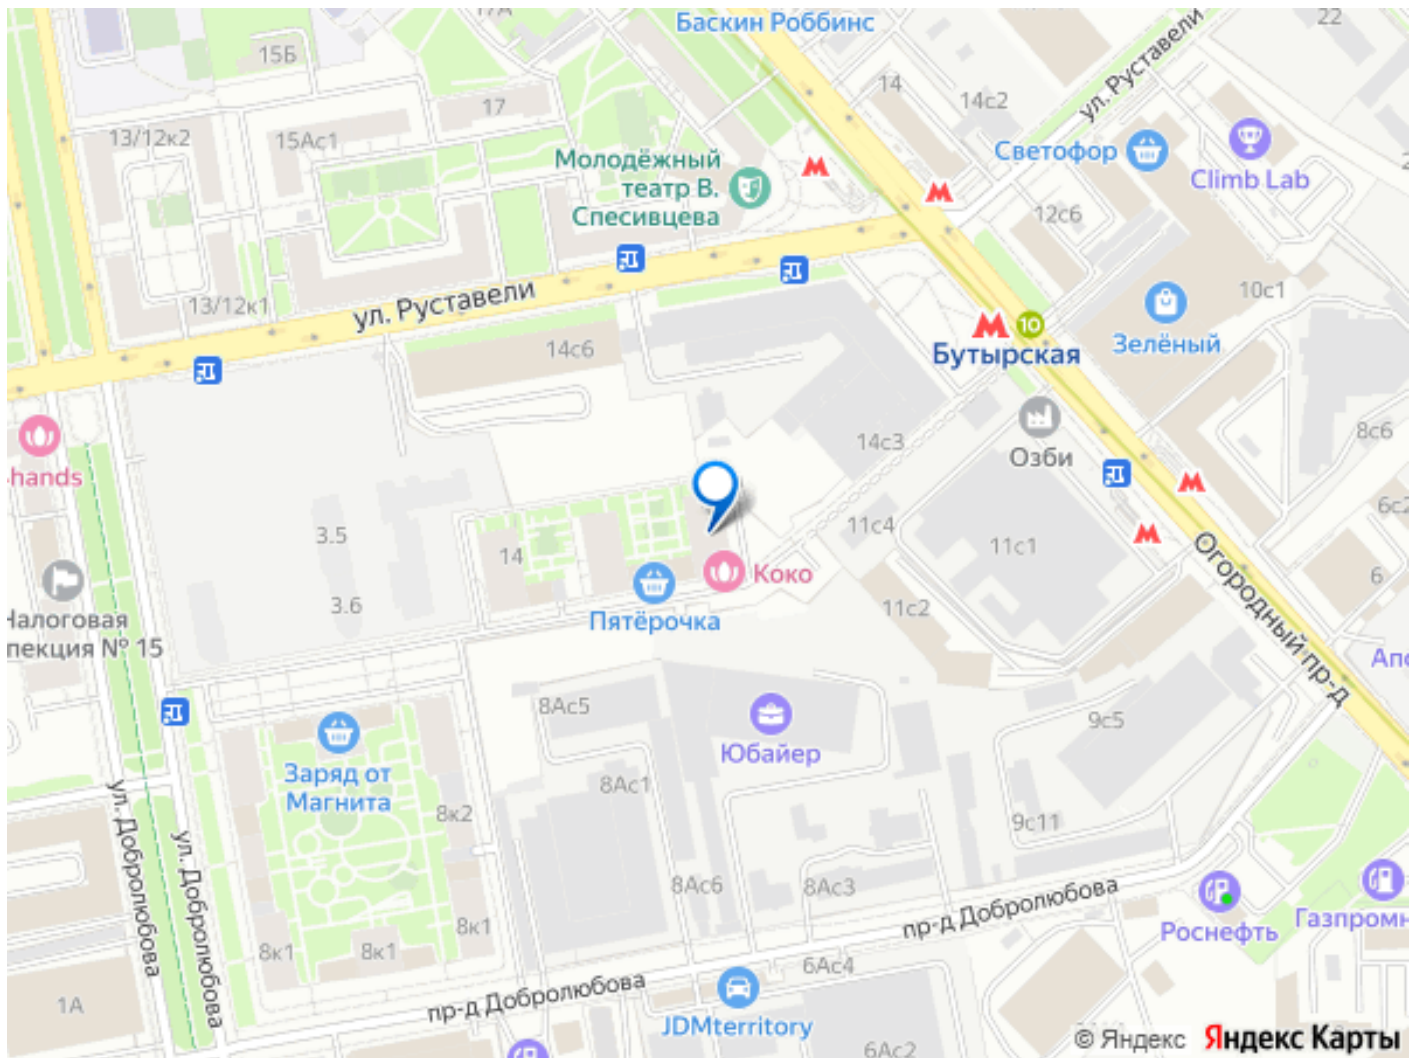 17А
Баскин Роббинс
22
15Б
ул. Руставели
14
14с2
17
13/12к2
15Ас1
Светофор
Climb Lab
Молодёжный
театр В.
Спесивцева
12с6
10с1
13/12к1
ул. Руставели
10
Зелёный
Бутырская
14с6
8с6
14с3
Озби
hands
6с2
11с4
3.5
11с1
14
Огородный пр-д
Коко
6
3.6
11с2
Пятёрочка
Налоговая
пекция № 15
8Ас5
9с5
Юбайер
Заряд от
Магнита
8Ас1
8к2
9с11
ул. Добролюбова
ул. Добролюбова
8Ас6
8Ас3
пр-д Добролюбова
Роснефть
Газпромн
8к1
8к1
8к1
6Ас4
пр-д Добролюбова
1А
JDMterritory
6Ас2
© Яндекс Яндекс Карты